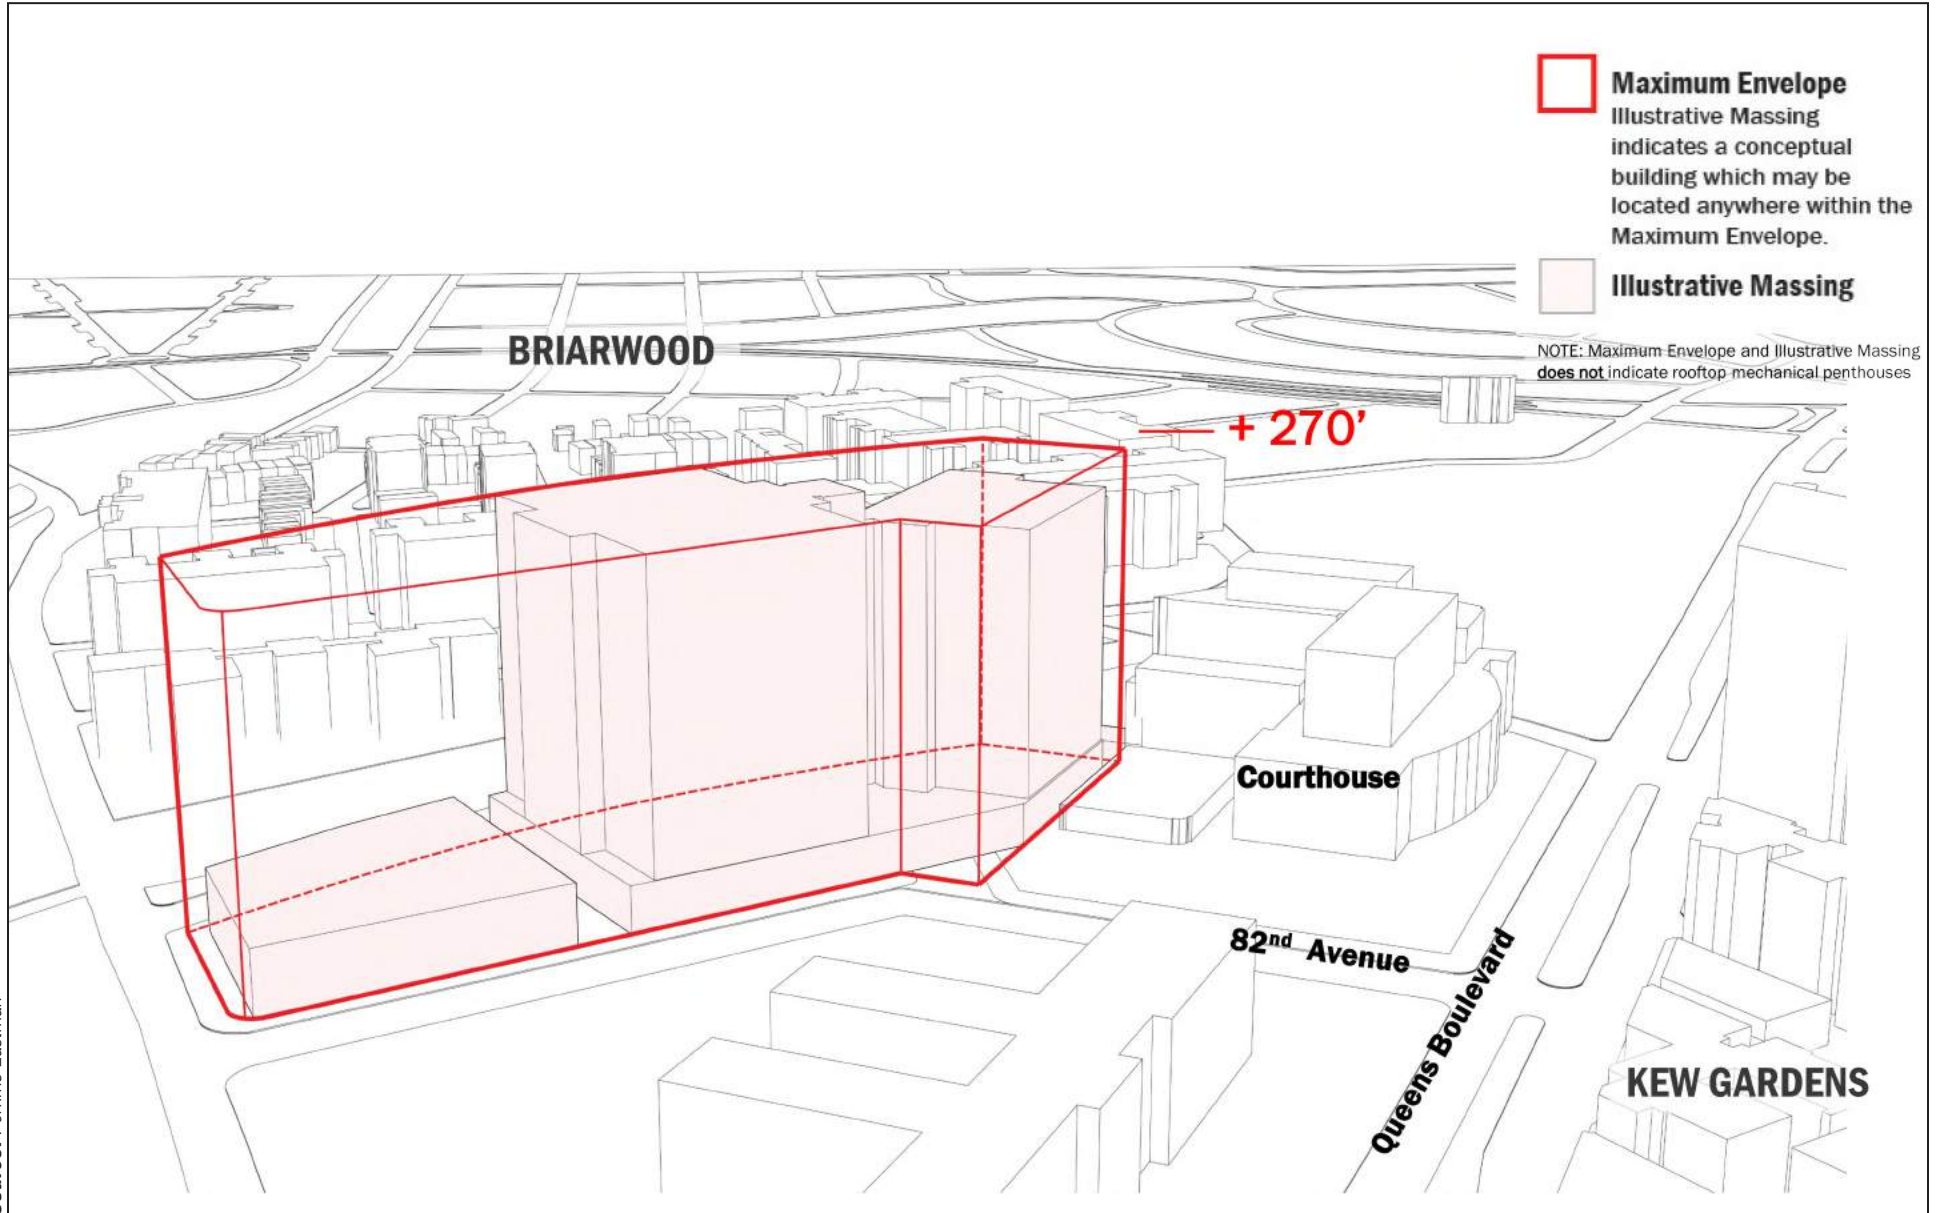 Maximum Envelope
Illustrative Massing
indicates a conceptual
building which may be
located anywhere within the
Maximum Envelope.
Illustrative Massing
NOTE: Maximum Envelope and Illustrative Massing
does not indicate rooftop mechanical penthouses
BRIARWOOD
+ 270’
Courthouse
82nd Avenue
Queens Boulevard
KEW GARDENS